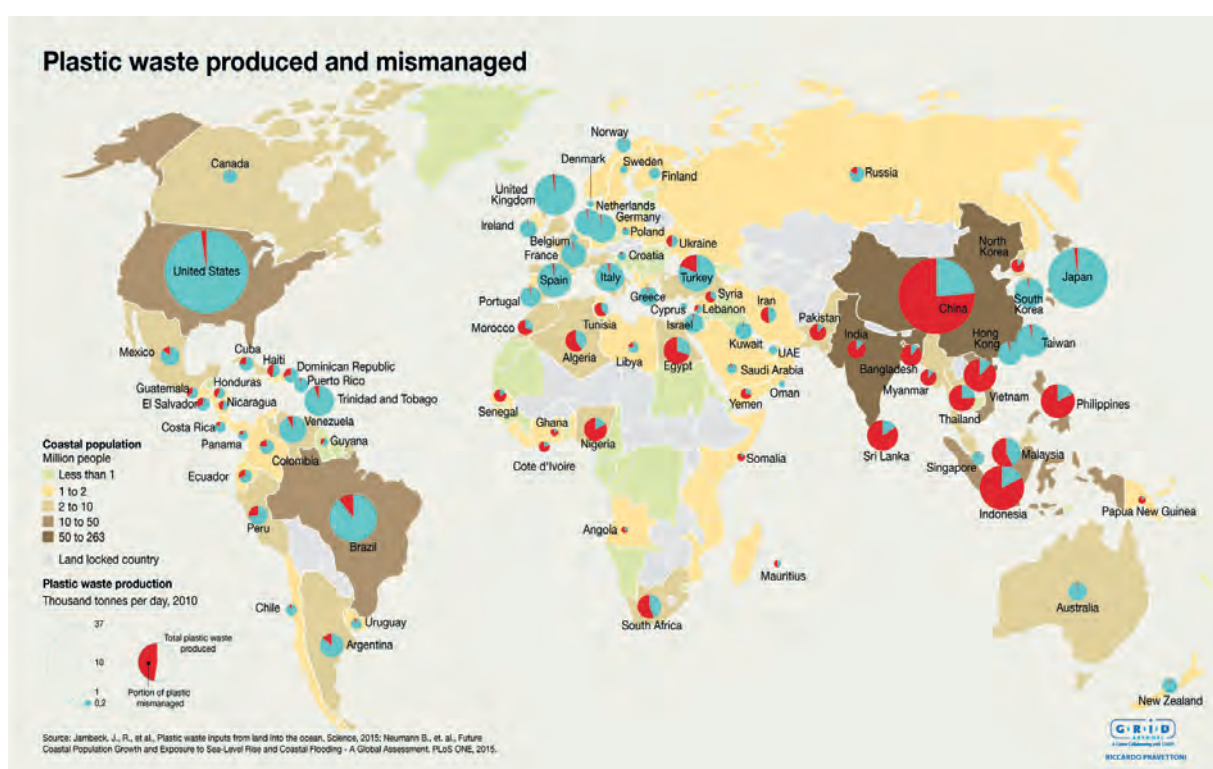 Plastic waste produced and mismanaged
Norway
Denmark
Sweden
Finland
Russia
Canada
United
Kingdom
Netherlands
Germany
Ireland
Poland
Belgium
Ukraine
North
Korea
France
Croatia
United States
Spain
Italy
Turkey
Japan
Portugal
Greece
Syria
Iran
China
South
Korea
Cyprus
Lebanon
Pakistan
Morocco
Tunisia
Israel
India
Hong
Kong
Taiwan
Mexico
Cuba
Haiti
Algeria
Libya
Egypt
Kuwait
UAE
Dominican Republic
Puerto Rico
Saudi Arabia
Bangladesh
Guatemala
Honduras
Trinidad and Tobago
Oman
Myanmar
El Salvador
Nicaragua
Senegal
Yemen
Vietnam
Philippines
Thailand
Costa Rica
Venezuela
Ghana
Panama
Guyana
Nigeria
Sri Lanka
Malaysia
Colombia
Cote d'Ivoire
Somalia
Singapore
Ecuador
Indonesia
Papua New Guinea
Peru
Brazil
Angola
Mauritius
Chile
Uruguay
Argentina
South Africa
Australia
New Zealand
Coastal population
Million people
Less than 1
1 to 2
2 to 10
10 to 50
50 to 263
Land locked country
Plastic waste production
Thousand tonnes per day, 2010
37
Total plastic waste
produced
10
1
Portion of plastic
mismanaged
0,2
Source: Jambeck, J., R., et al., Plastic waste inputs from land into the ocean, Science, 2015; Neumann B., et. al., Future
Coastal Population Growth and Exposure to Sea-Level Rise and Coastal Flooding - A Global Assessment. PLoS ONE, 2015.
G·R·I·D
ARENDAL
A Centre Collaborating with UNEP
RICCARDO PRAVETTONI